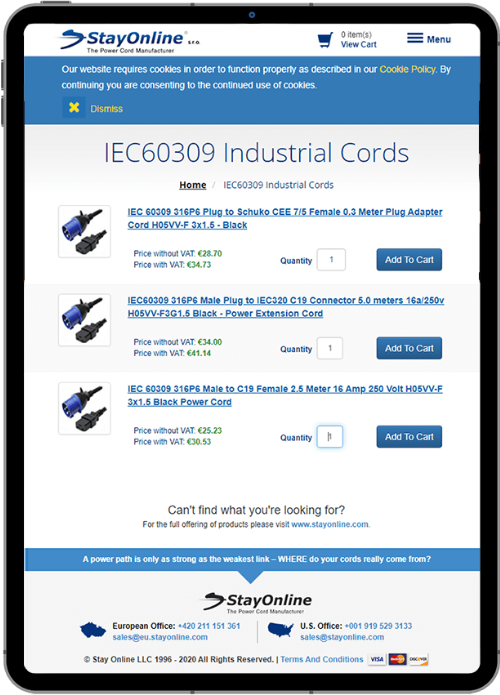 StayOnline s.r.o.
The Power Cord Manufacturer
0 item(s)
View Cart
Menu
Our website requires cookies in order to function properly as described in our Cookie Policy. By
continuing you are consenting to the continued use of cookies.
Dismiss
IEC60309 Industrial Cords
Home / IEC60309 Industrial Cords
IEC 60309 316P6 Plug to Schuko CEE 7/5 Female 0.3 Meter Plug Adapter
Cord H05VV-F 3x1.5 - Black
Price without VAT: €28.70
Price with VAT: €34.73
Quantity 1 Add To Cart
IEC60309 316P6 Male Plug to IEC320 C19 Connector 5.0 meters 16a/250v
H05VV-F3G1.5 Black - Power Extension Cord
Price without VAT: €34.00
Price with VAT: €41.14
Quantity 1 Add To Cart
IEC 60309 316P6 Male to C19 Female 2.5 Meter 16 Amp 250 Volt H05VV-F
3x1.5 Black Power Cord
Price without VAT: €25.23
Price with VAT: €30.53
Quantity 1 Add To Cart
Can't find what you're looking for?
For the full offering of products please visit www.stayonline.com.
A power path is only as strong as the weakest link – WHERE do your cords really come from?
StayOnline
The Power Cord Manufacturer
European Office: +420 211 151 361
sales@eu.stayonline.com
U.S. Office: +001 919 529 3133
sales@stayonline.com
© Stay Online LLC 1996 - 2020 All Rights Reserved. | Terms And Conditions VISA MasterCard DISCOVER